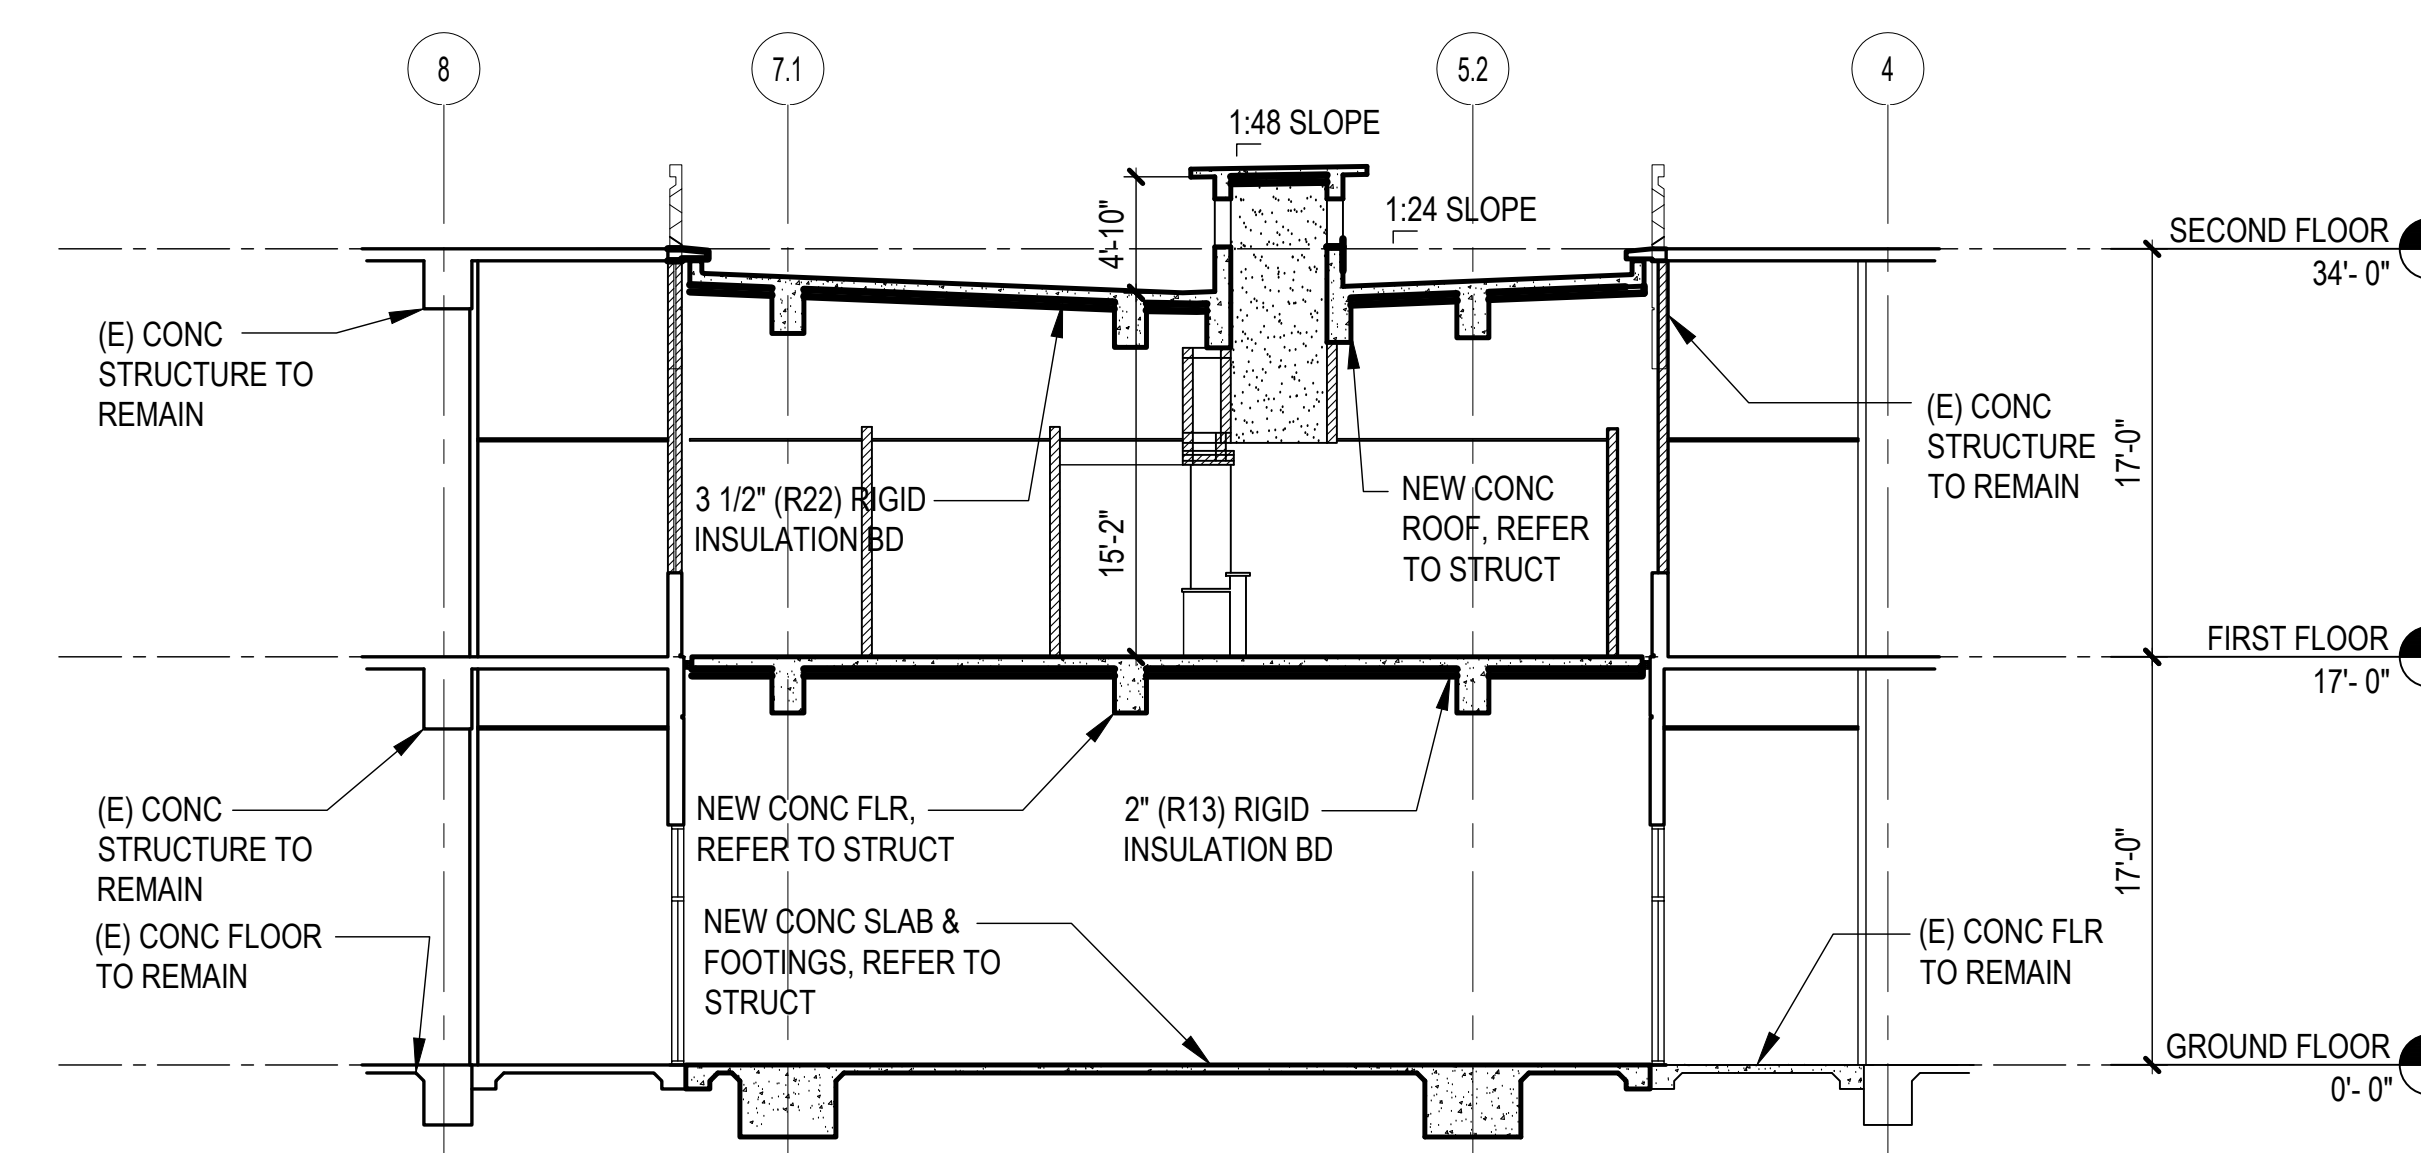 8
7.1
5.2
4
1:48 SLOPE
1:24 SLOPE
4'-10"
SECOND FLOOR
34'- 0"
(E) CONC
STRUCTURE TO
REMAIN
(E) CONC
STRUCTURE
TO REMAIN
17'-0"
3 1/2" (R22) RIGID
INSULATION BD
15'-2"
NEW CONC
ROOF, REFER
TO STRUCT
FIRST FLOOR
17'- 0"
(E) CONC
STRUCTURE TO
REMAIN
NEW CONC FLR,
REFER TO STRUCT
2" (R13) RIGID
INSULATION BD
17'-0"
(E) CONC FLOOR
TO REMAIN
NEW CONC SLAB &
FOOTINGS, REFER TO
STRUCT
(E) CONC FLR
TO REMAIN
GROUND FLOOR
0'- 0"